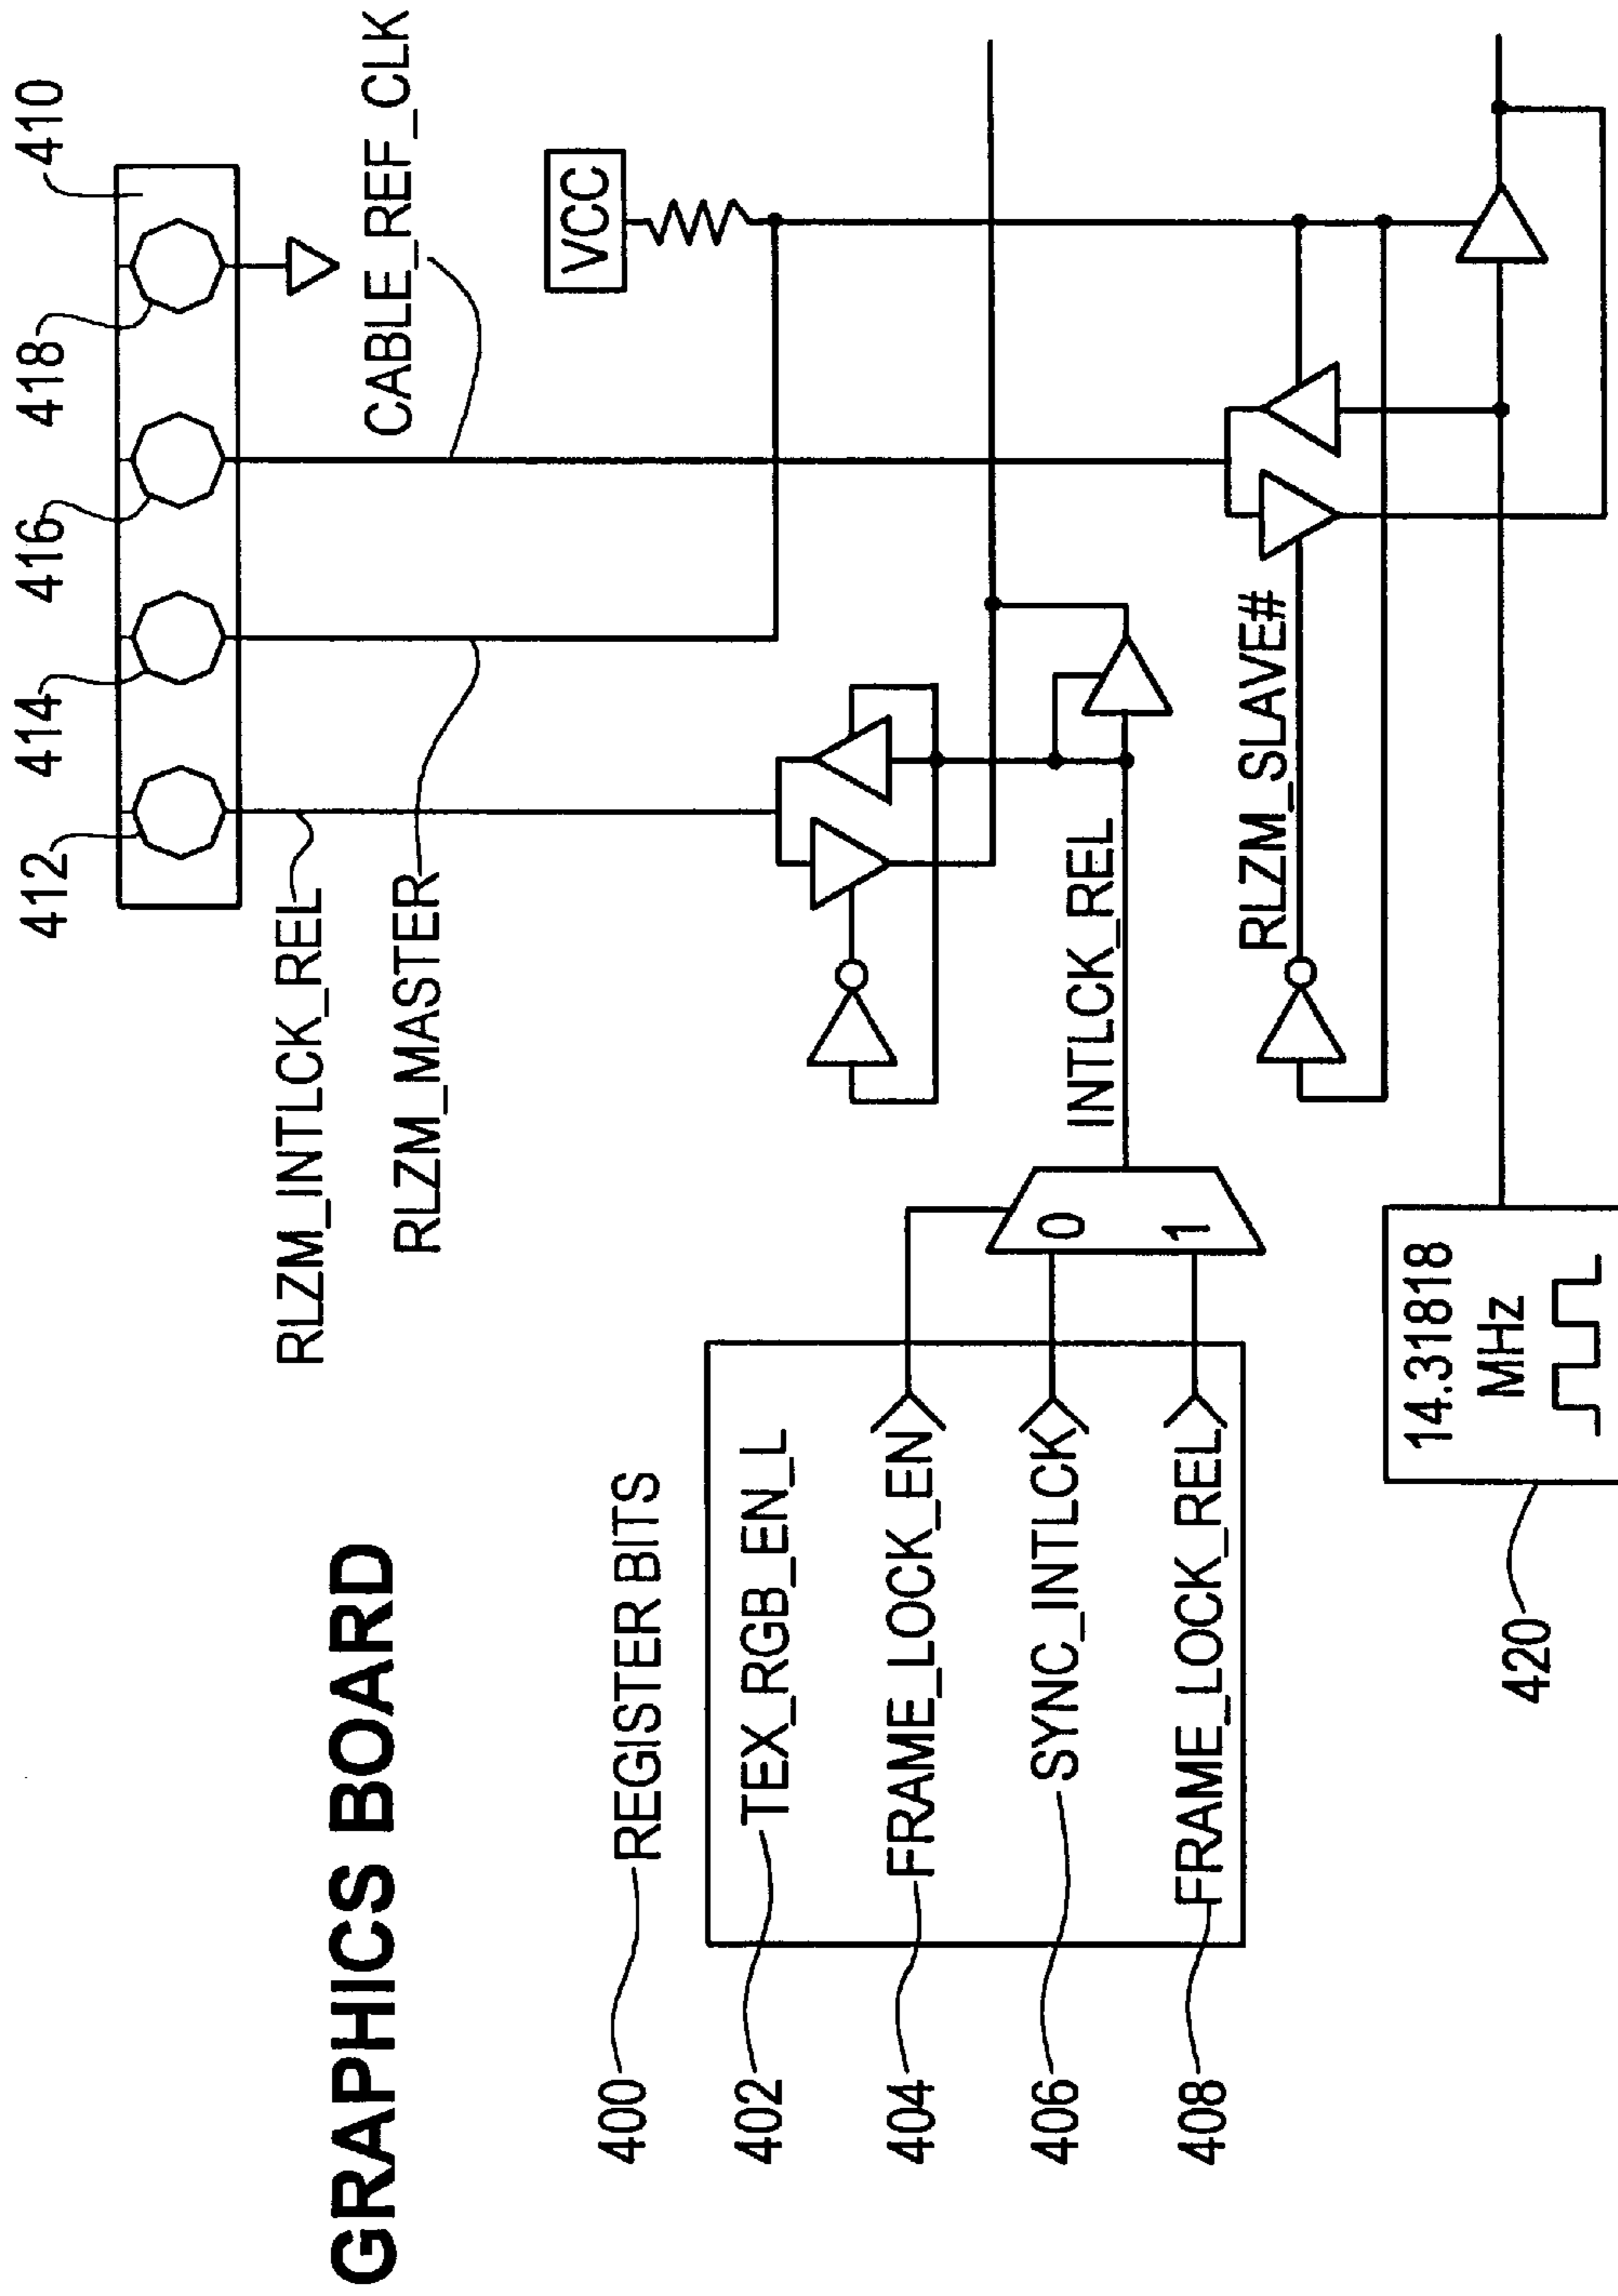 GRAPHICS BOARD
400
REGISTER BITS
402
TEX_RGB_EN_L
404
FRAME_LOCK_EN
406
SYNC_INTLCK
408
FRAME_LOCK_REL
0
1
420
14.31818
MHz
INTLCK_REL
RLZM_SLAVE#
RLZM_INTLCK_REL
RLZM_MASTER
CABLE_REF_CLK
VCC
412
414
416
418
410